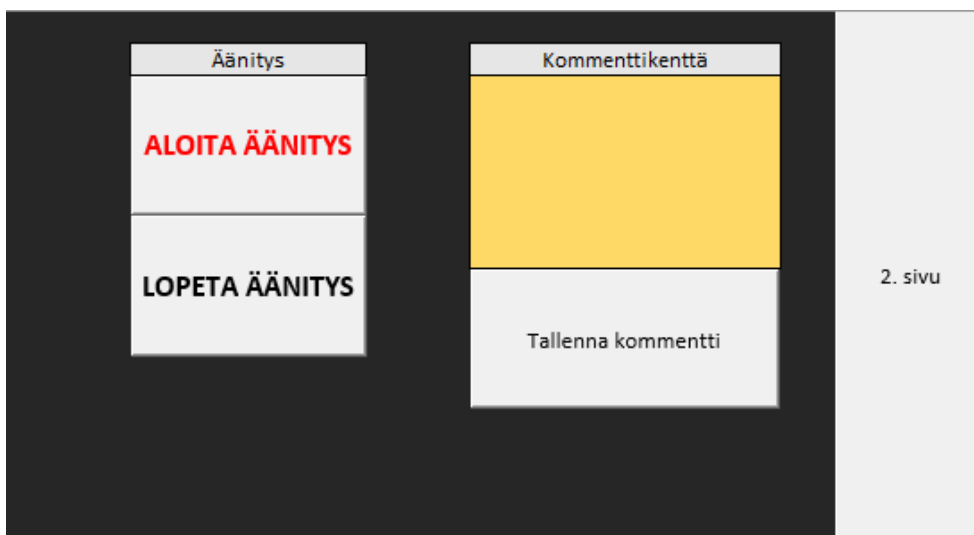 Äänitys
ALOITA ÄÄNITYS
LOPETA ÄÄNITYS
Kommenttikenttä
Tallenna kommentti
2. sivu